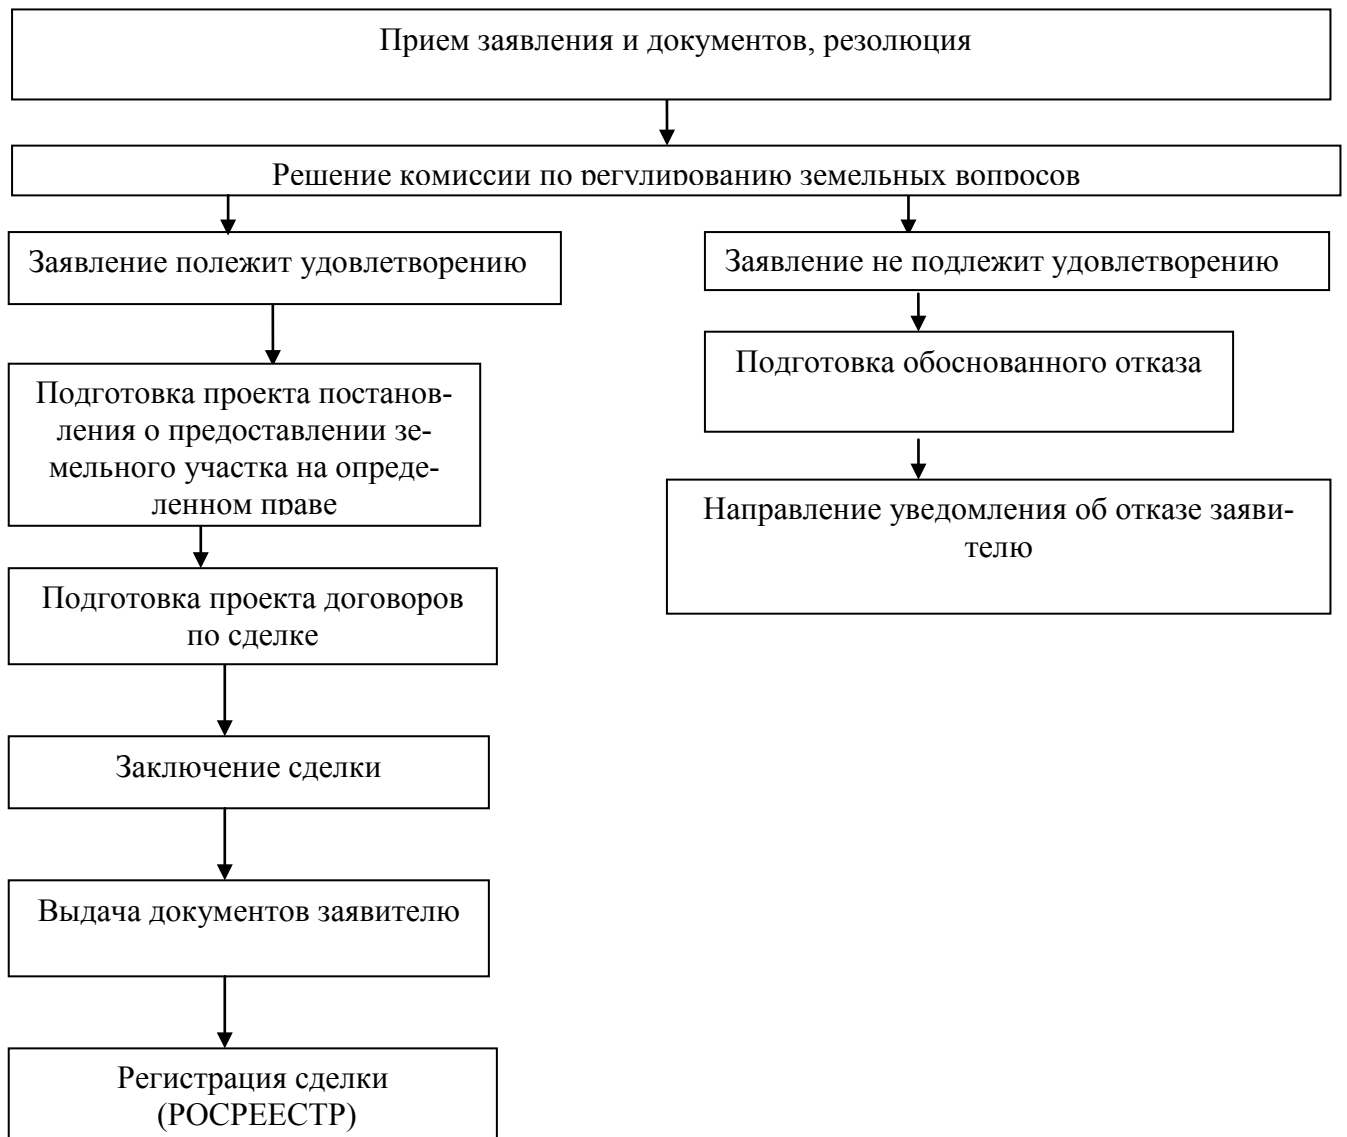 Прием заявления и документов, резолюция
Решение комиссии по регулированию земельных вопросов
Заявление полежит удовлетворению
Заявление не подлежит удовлетворению
Подготовка обоснованного отказа
Подготовка проекта постанов-
ления о предоставлении зе-
мельного участка на опреде-
ленном праве
Направление уведомления об отказе заяви-
телю
Подготовка проекта договоров
по сделке
Заключение сделки
Выдача документов заявителю
Регистрация сделки
(РОСРЕЕСТР)